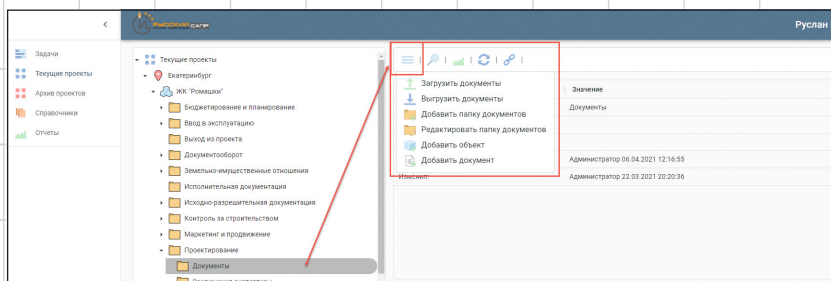 РУССКИЙ САПР
Руслан
Задачи
Текущие проекты
Архив проектов
Справочники
Отчеты
Текущие проекты
Екатеринбург
ЖК "Ромашки"
Бюджетирование и планирование
Ввод в эксплуатацию
Выход из проекта
Документооборот
Земельно-имущественные отношения
Исполнительная документация
Исходно-разрешительная документация
Контроль за строительством
Маркетинг и продвижение
Проектирование
Документы
Загрузить документы
Выгрузить документы
Добавить папку документов
Редактировать папку документов
Добавить объект
Добавить документ
Значение
Документы
Администратор 06.04.2021 12:16:55
Изменил:
Администратор 22.03.2021 20:20:36